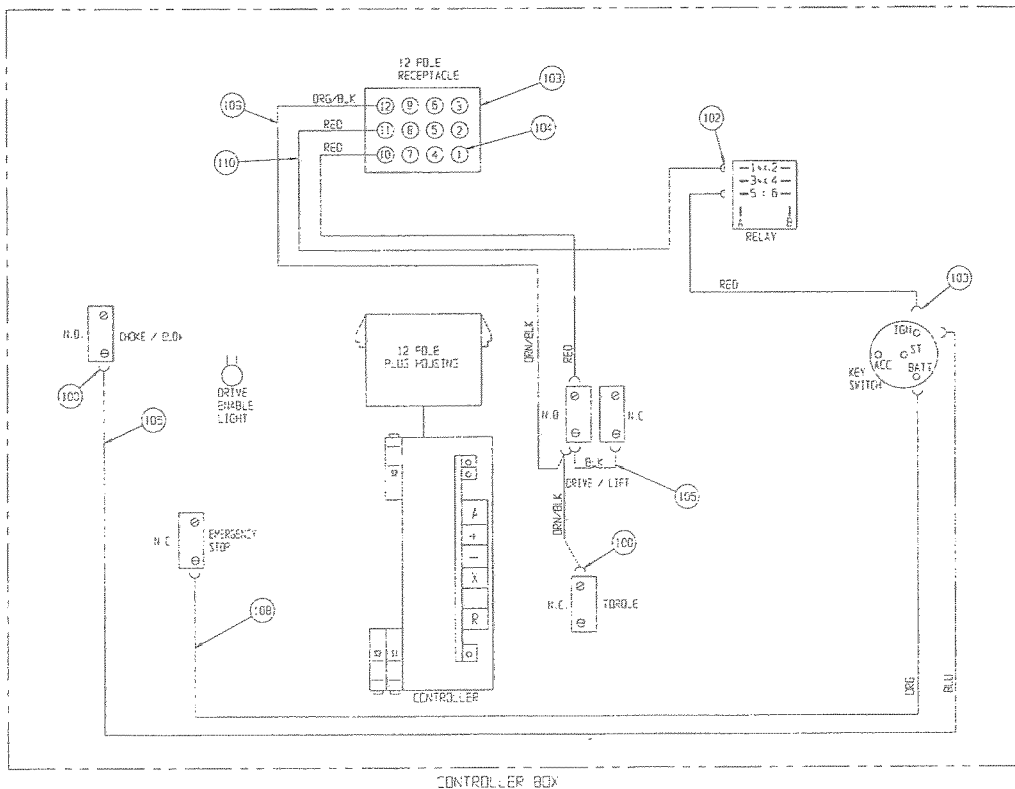 12 POLE
RECEPTACLE
103
ORG/BLK
12 9 6 3
RED
11 8 5 2
104
RED
10 7 4 1
110
102
1 2
3 4
5 6
A B
RELAY
RED
IGN
ST
ACC
BATT
KEY
SWITCH
N.O.
CHOKE /
12 POLE
PLUG HOUSING
DRIVE
ENABLE
LIGHT
ORN/BLK
RED
N.O
N.C
BLK
DRIVE / LIFT
105
ORN/BLK
100
N.C
EMERGENCY
STOP
108
A
+
-
X
R
N.C.
TORQUE
CONTROLLER
ORG
BLU
CONTROLLER BOX